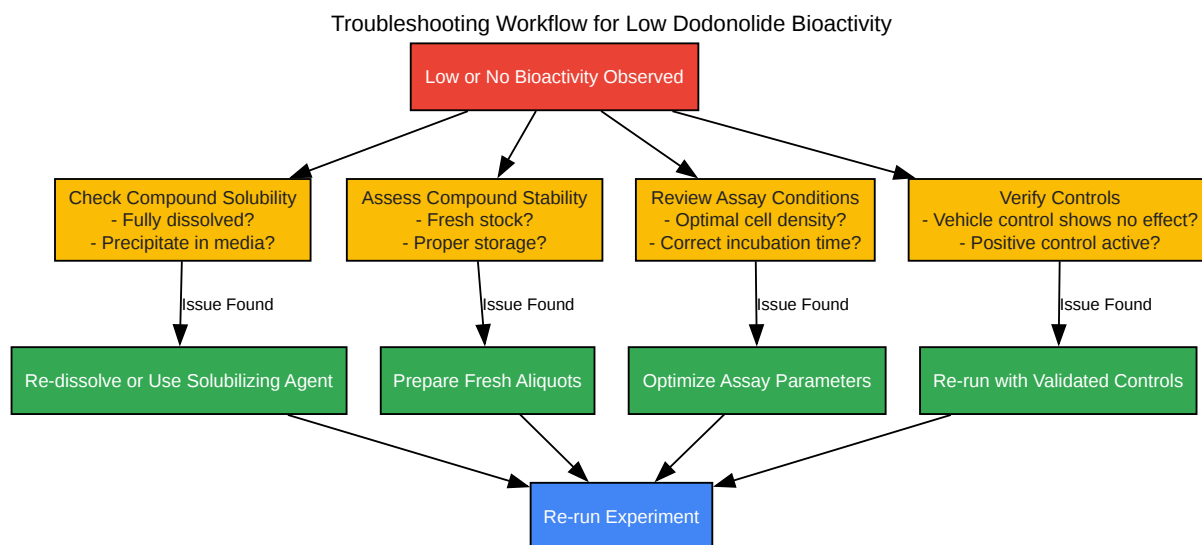 Troubleshooting Workflow for Low Dodonolide Bioactivity
Low or No Bioactivity Observed
Check Compound Solubility
- Fully dissolved?
- Precipitate in media?
Assess Compound Stability
- Fresh stock?
- Proper storage?
Review Assay Conditions
- Optimal cell density?
- Correct incubation time?
Verify Controls
- Vehicle control shows no effect?
- Positive control active?
Issue Found
Issue Found
Issue Found
Issue Found
Re-dissolve or Use Solubilizing Agent
Prepare Fresh Aliquots
Optimize Assay Parameters
Re-run with Validated Controls
Re-run Experiment